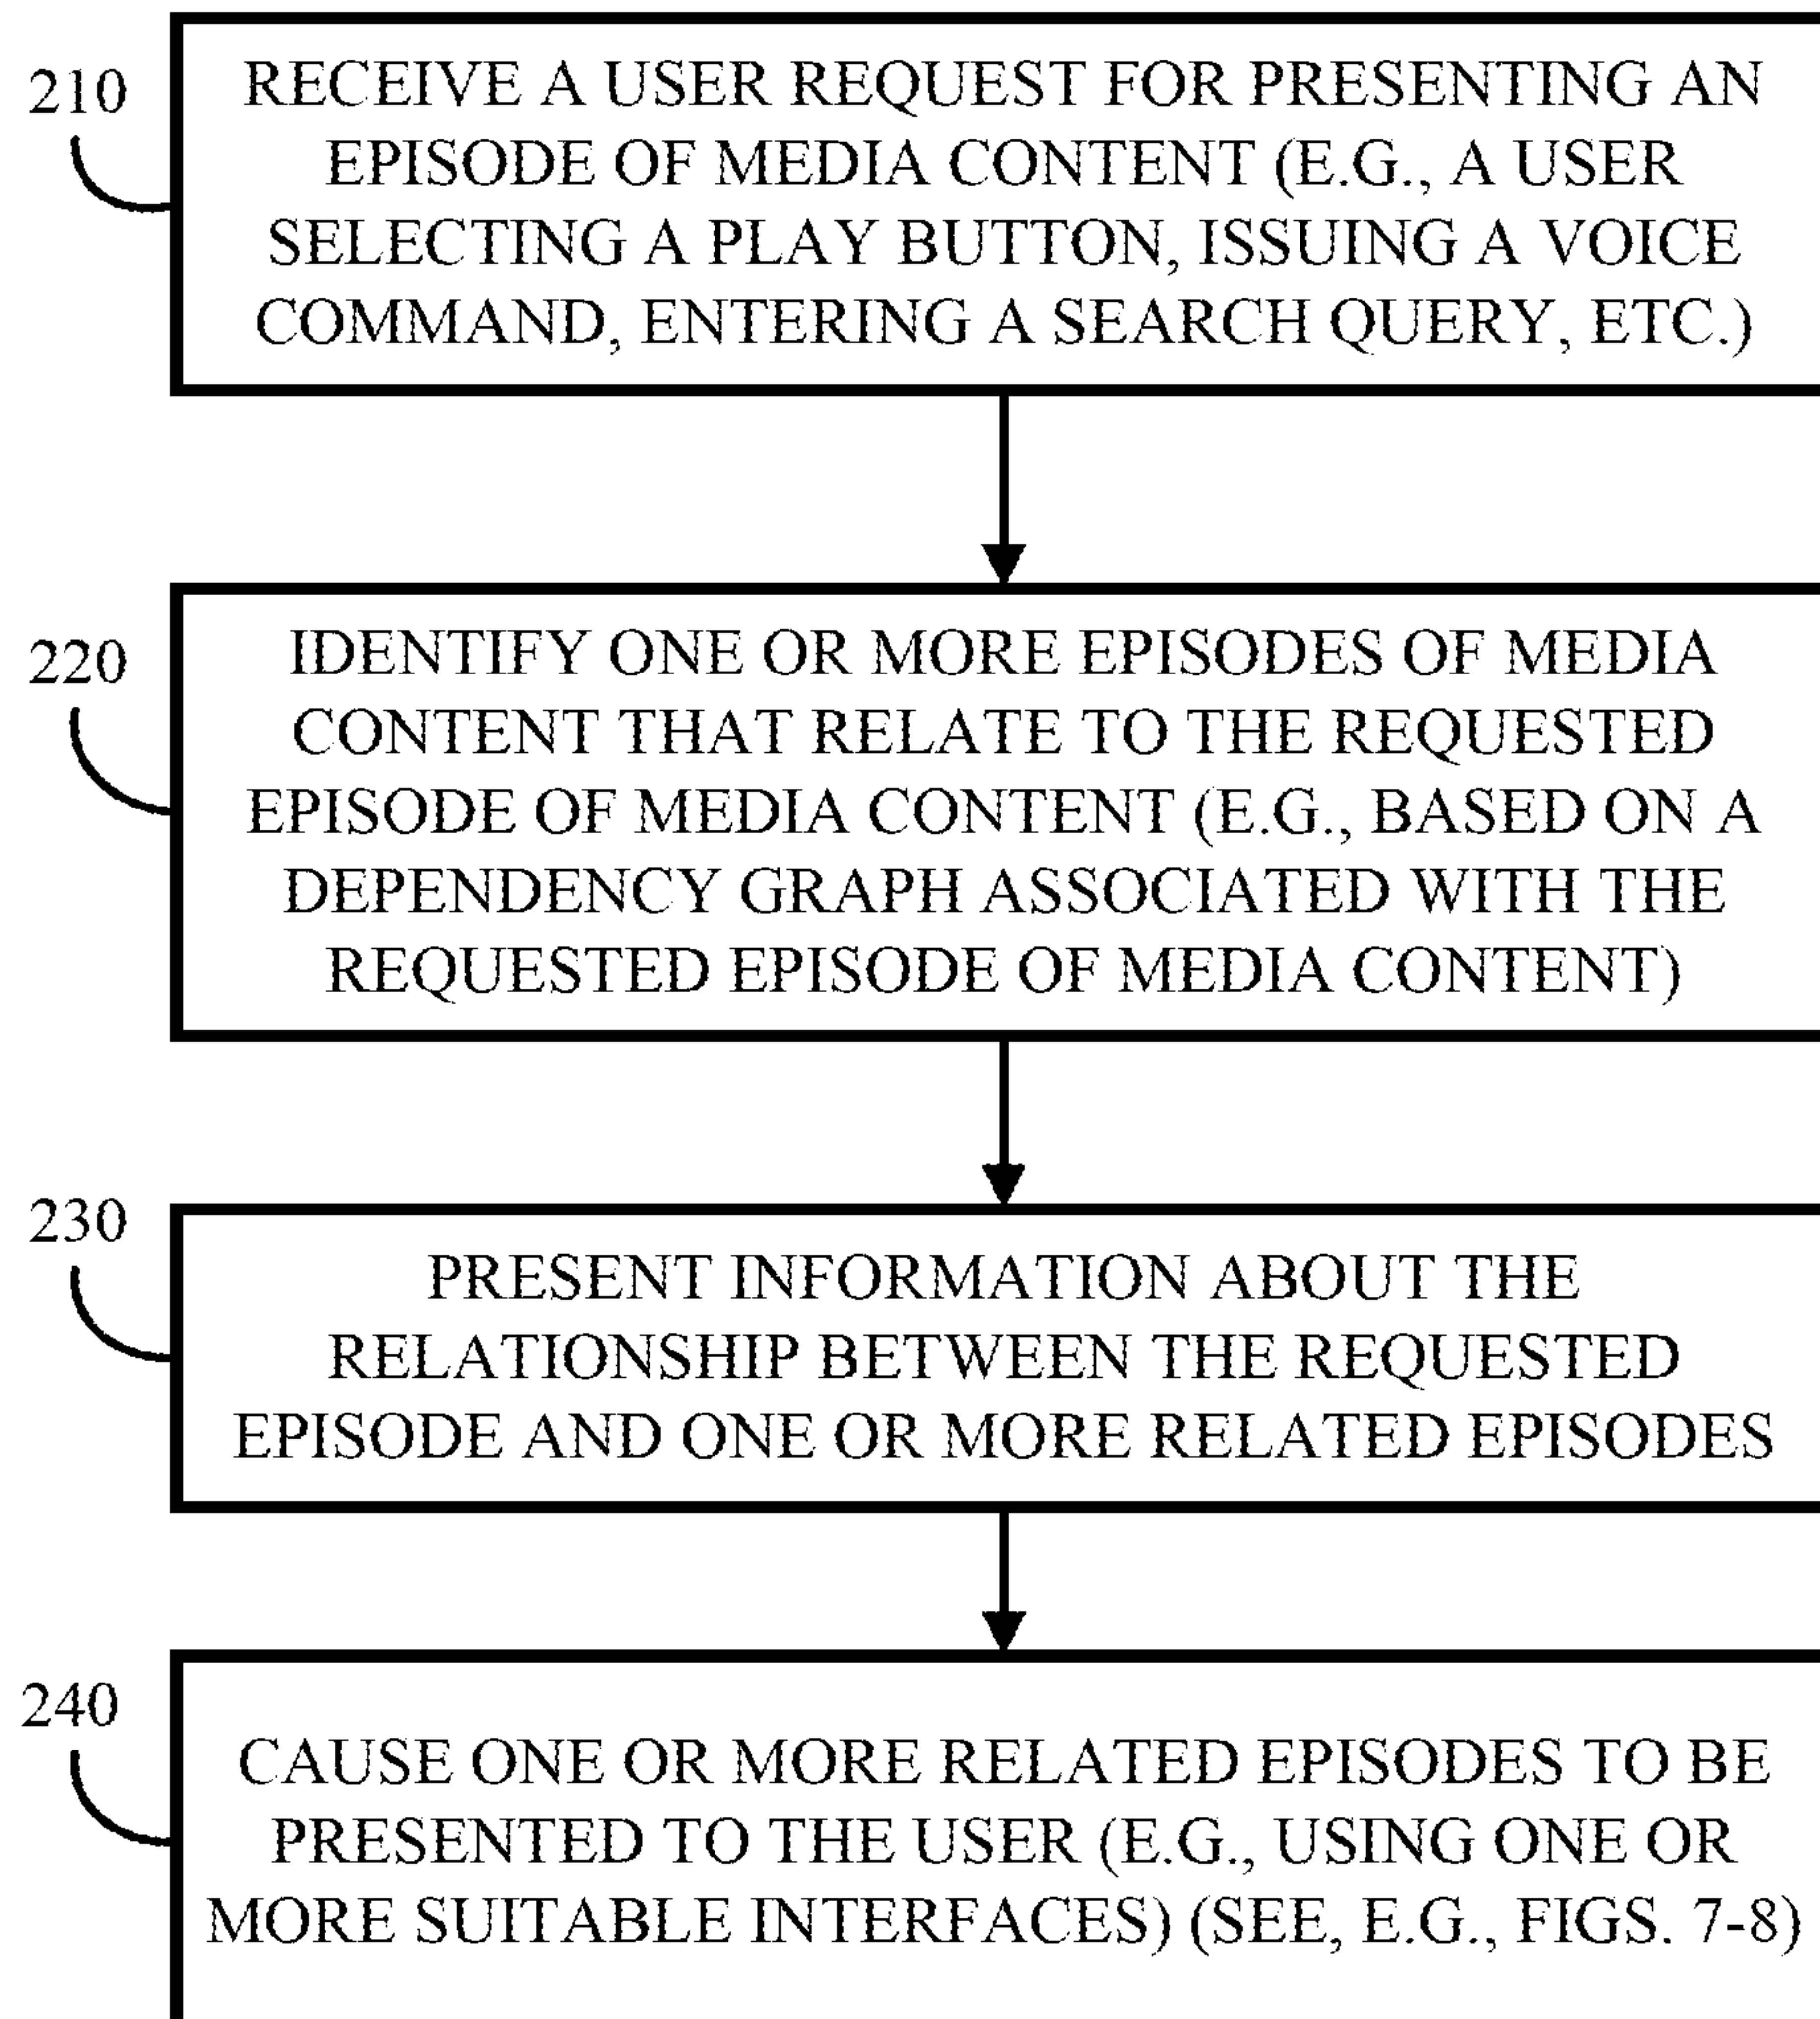 210
RECEIVE A USER REQUEST FOR PRESENTING AN
EPISODE OF MEDIA CONTENT (E.G., A USER
SELECTING A PLAY BUTTON, ISSUING A VOICE
COMMAND, ENTERING A SEARCH QUERY, ETC.)
220
IDENTIFY ONE OR MORE EPISODES OF MEDIA
CONTENT THAT RELATE TO THE REQUESTED
EPISODE OF MEDIA CONTENT (E.G., BASED ON A
DEPENDENCY GRAPH ASSOCIATED WITH THE
REQUESTED EPISODE OF MEDIA CONTENT)
230
PRESENT INFORMATION ABOUT THE
RELATIONSHIP BETWEEN THE REQUESTED
EPISODE AND ONE OR MORE RELATED EPISODES
240
CAUSE ONE OR MORE RELATED EPISODES TO BE
PRESENTED TO THE USER (E.G., USING ONE OR
MORE SUITABLE INTERFACES) (SEE, E.G., FIGS. 7-8)